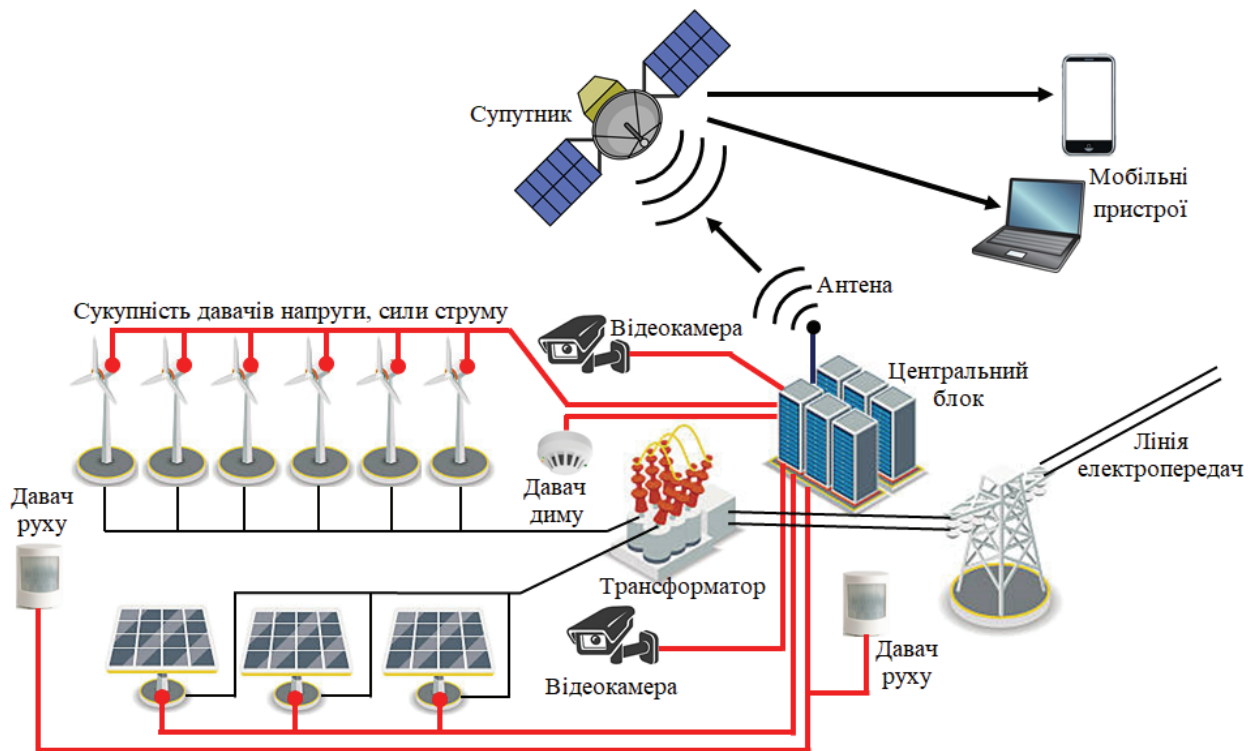 Супутник
Мобільні
пристрої
Антена
Сукупність давачів напруги, сили струму
Відеокамера
Центральний
блок
Лінія
електропередач
Давач
руху
Давач
диму
Трансформатор
Відеокамера
Давач
руху